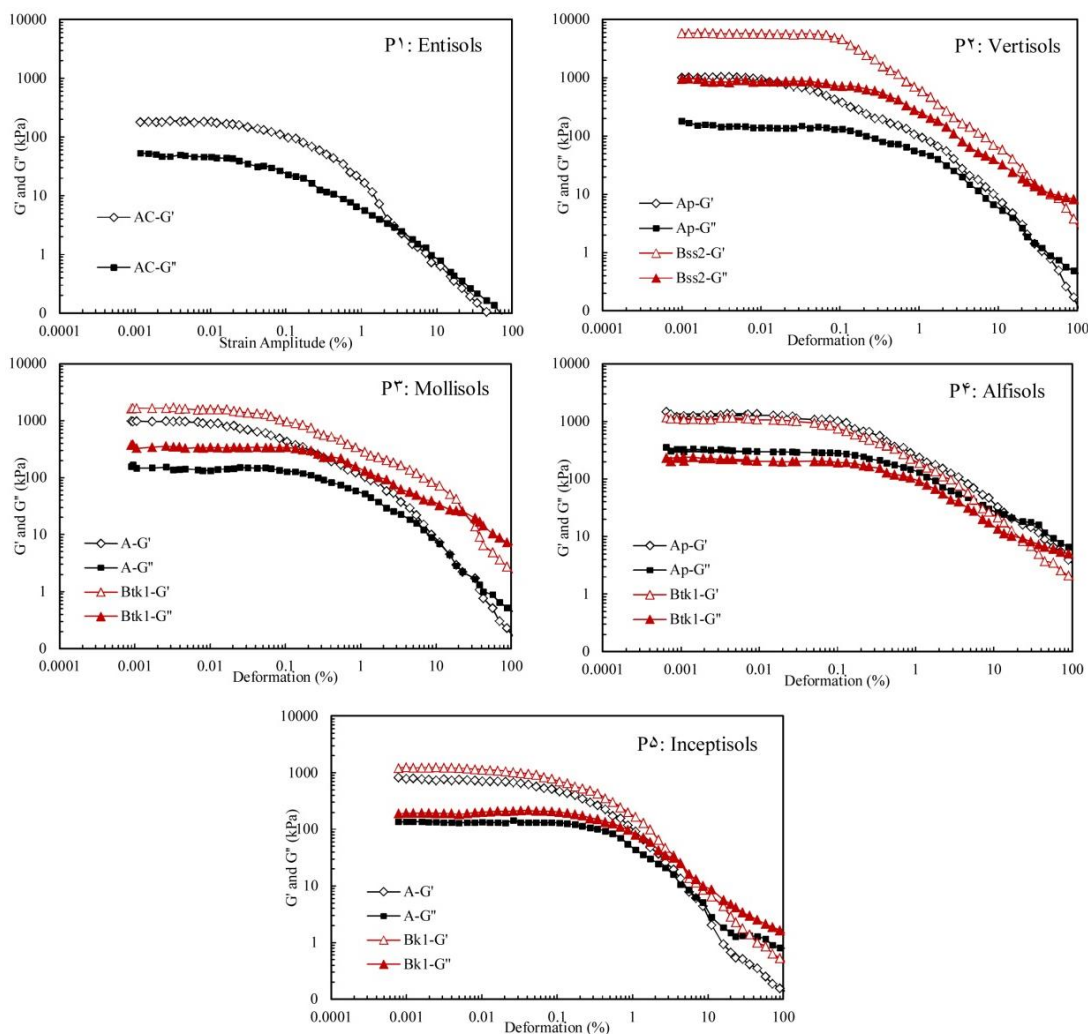 P۱: Entisols
G' and G" (kPa)
10000
1000
100
10
1
0
AC-G'
AC-G"
0.0001 0.001 0.01 0.1 1 10 100
Strain Amplitude (%)
P۲: Vertisols
G' and G" (kPa)
10000
1000
100
10
1
0
Ap-G'
Ap-G"
Bss2-G'
Bss2-G"
0.0001 0.001 0.01 0.1 1 10 100
Deformation (%)
P۳: Mollisols
G' and G" (kPa)
10000
1000
100
10
1
0
A-G'
A-G"
Btk1-G'
Btk1-G"
0.0001 0.001 0.01 0.1 1 10 100
Deformation (%)
P۴: Alfisols
G' and G" (kPa)
10000
1000
100
10
1
0
Ap-G'
Ap-G"
Btk1-G'
Btk1-G"
0.0001 0.001 0.01 0.1 1 10 100
Deformation (%)
P۵: Inceptisols
G' and G" (kPa)
10000
1000
100
10
1
0
A-G'
A-G"
Bk1-G'
Bk1-G"
0.0001 0.001 0.01 0.1 1 10 100
Deformation (%)